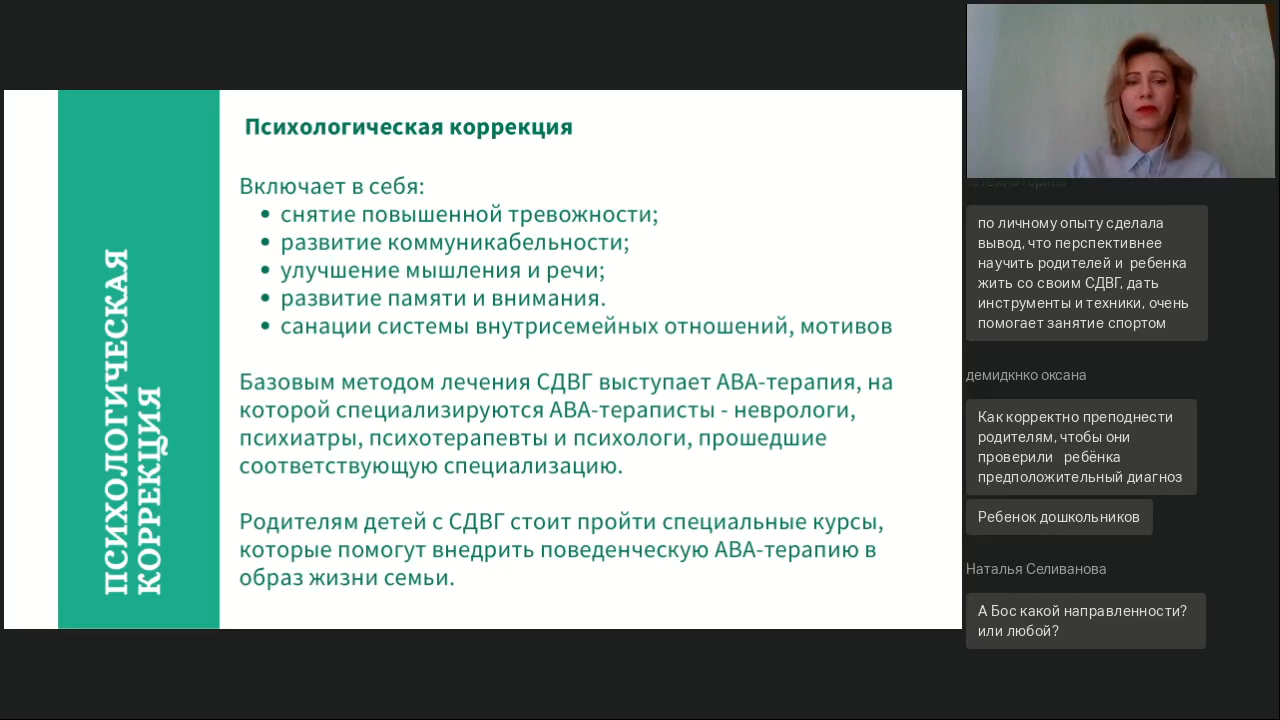 ПСИХОЛОГИЧЕСКАЯ
КОРРЕКЦИЯ
Психологическая коррекция
Включает в себя:
• снятие повышенной тревожности;
• развитие коммуникабельности;
• улучшение мышления и речи;
• развитие памяти и внимания.
• санации системы внутрисемейных отношений, мотивов
Базовым методом лечения СДВГ выступает АВА-терапия, на
которой специализируются АВА-тераписты - неврологи,
психиатры, психотерапевты и психологи, прошедшие
соответствующую специализацию.
Родителям детей с СДВГ стоит пройти специальные курсы,
которые помогут внедрить поведенческую АВА-терапию в
образ жизни семьи.
по личному опыту сделала
вывод, что перспективнее
научить родителей и ребенка
жить со своим СДВГ, дать
инструменты и техники, очень
помогает занятие спортом
демидкнко оксана
Как корректно преподнести
родителям, чтобы они
проверили ребёнка
предположительный диагноз
Ребенок дошкольников
Наталья Селиванова
А Бос какой направленности?
или любой?